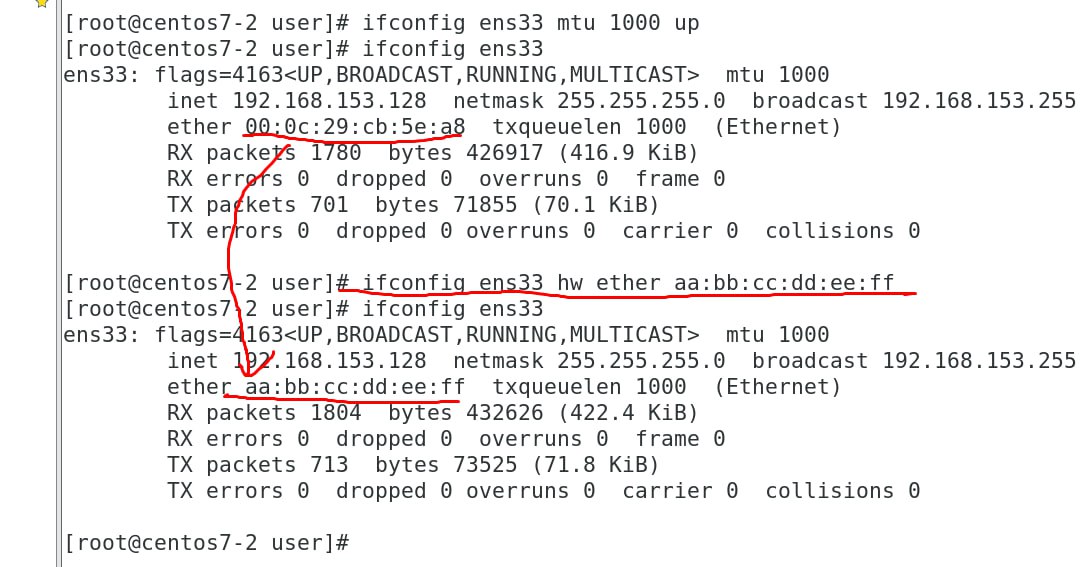 [root@centos7-2 user]# ifconfig ens33 mtu 1000 up
[root@centos7-2 user]# ifconfig ens33
ens33: flags=4163<UP,BROADCAST,RUNNING,MULTICAST>  mtu 1000
        inet 192.168.153.128  netmask 255.255.255.0  broadcast 192.168.153.255
        ether 00:0c:29:cb:5e:a8  txqueuelen 1000  (Ethernet)
        RX packets 1780  bytes 426917 (416.9 KiB)
        RX errors 0  dropped 0  overruns 0  frame 0
        TX packets 701  bytes 71855 (70.1 KiB)
        TX errors 0  dropped 0 overruns 0  carrier 0  collisions 0
[root@centos7-2 user]# ifconfig ens33 hw ether aa:bb:cc:dd:ee:ff
[root@centos7-2 user]# ifconfig ens33
ens33: flags=4163<UP,BROADCAST,RUNNING,MULTICAST>  mtu 1000
        inet 192.168.153.128  netmask 255.255.255.0  broadcast 192.168.153.255
        ether aa:bb:cc:dd:ee:ff  txqueuelen 1000  (Ethernet)
        RX packets 1804  bytes 432626 (422.4 KiB)
        RX errors 0  dropped 0  overruns 0  frame 0
        TX packets 713  bytes 73525 (71.8 KiB)
        TX errors 0  dropped 0 overruns 0  carrier 0  collisions 0
[root@centos7-2 user]#